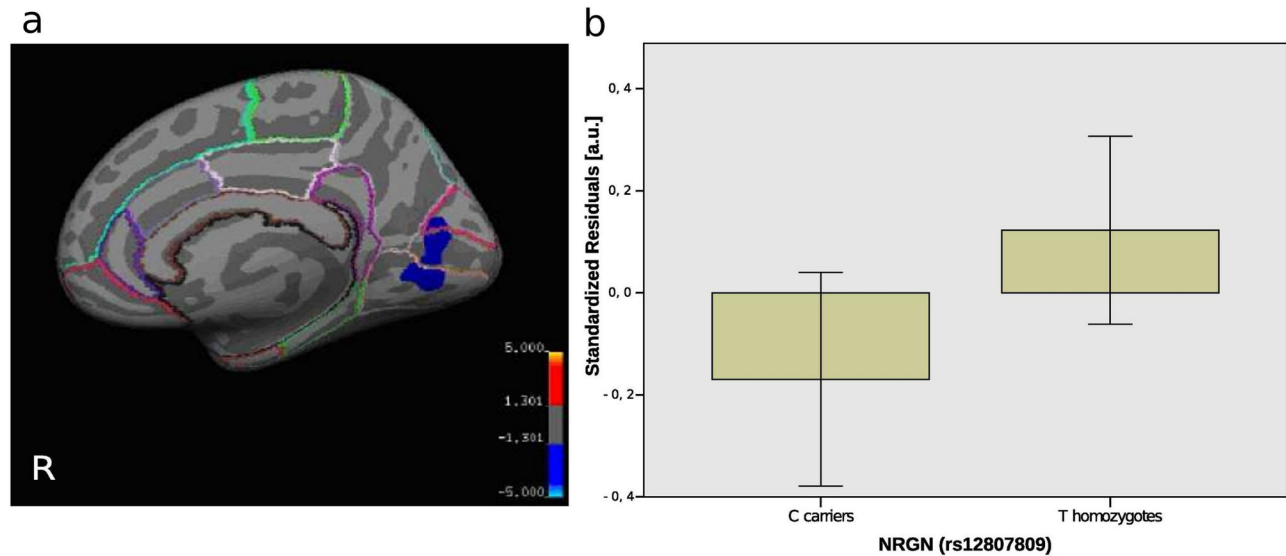 a
R
5.000
1.301
-1.301
-5.000
b
Standardized Residuals [a.u.]
0, 4
0, 2
0, 0
- 0, 2
- 0, 4
C carriers
T homozygotes
NRGN (rs12807809)